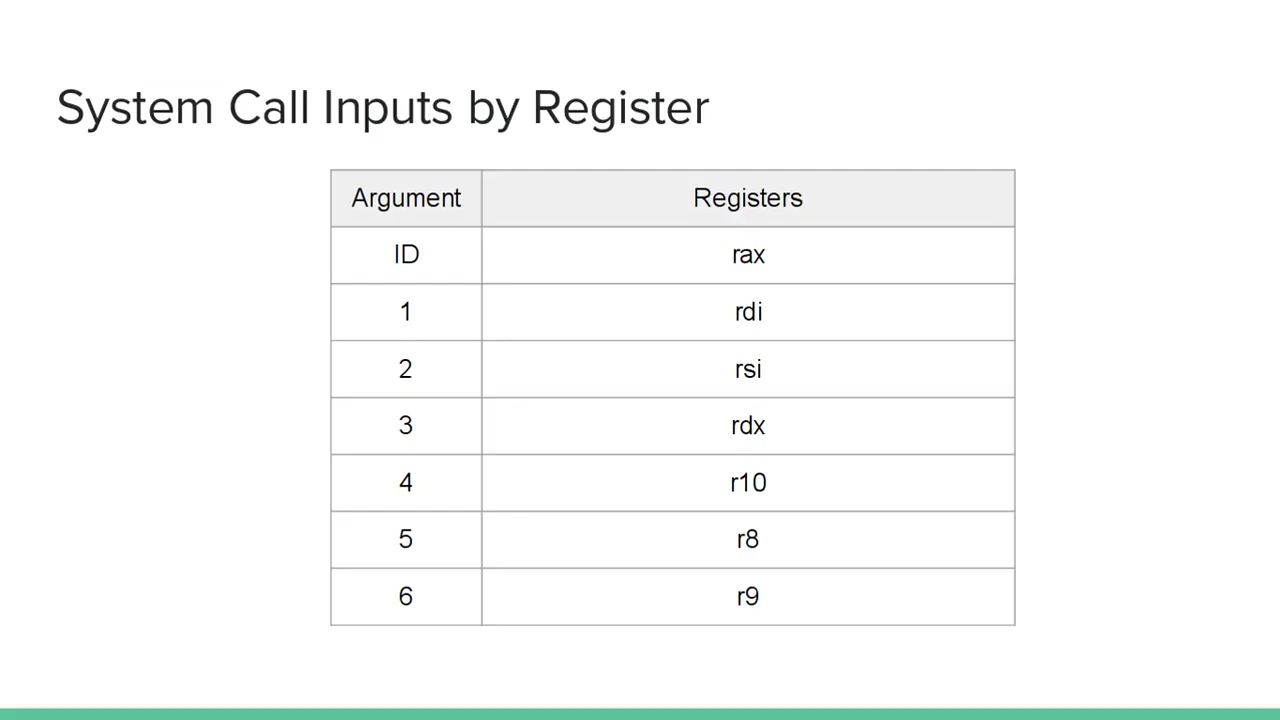 System Call Inputs by Register
Argument Registers
ID rax
1 rdi
2 rsi
3 rdx
4 r10
5 r8
6 r9